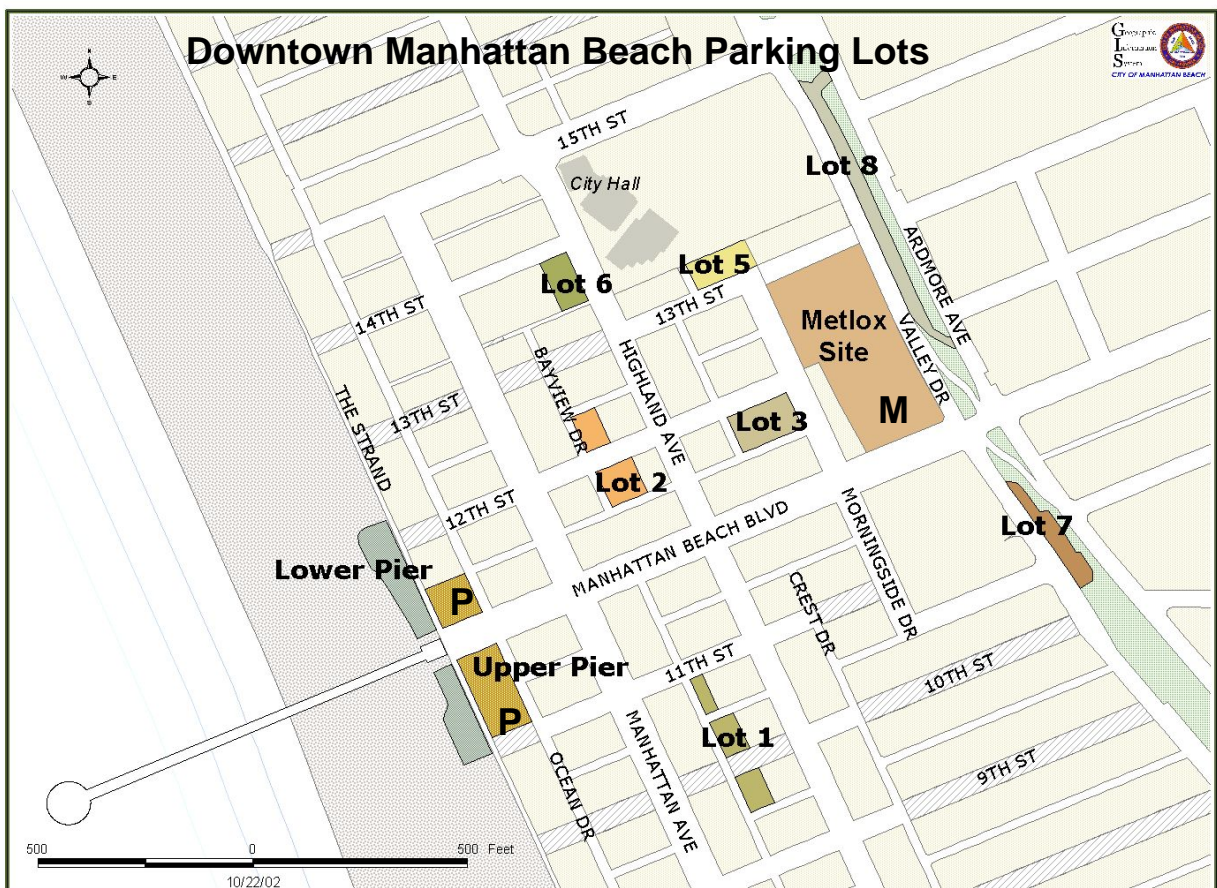 Downtown Manhattan Beach Parking Lots
Geographic
Information
System
CITY OF MANHATTAN BEACH
N
W
E
S
15TH ST
City Hall
Lot 8
Lot 6
Lot 5
ARDMORE AVE
14TH ST
13TH ST
Metlox
Site
VALLEY DR
M
BAYVIEW DR
HIGHLAND AVE
THE STRAND
13TH ST
Lot 3
Lot 2
12TH ST
MANHATTAN BEACH BLVD
MORNINGSIDE DR
Lot 7
Lower Pier
P
CREST DR
Upper Pier
P
11TH ST
10TH ST
Lot 1
MANHATTAN AVE
OCEAN DR
9TH ST
500 0 500 Feet
10/22/02